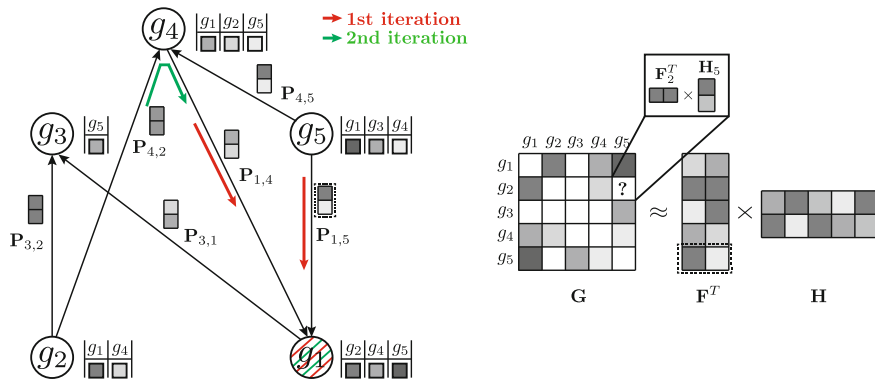 1st iteration
2nd iteration
g4
g1 g2 g5
P4,5
g3
g5
P4,2
g5
g1 g3 g4
P1,4
P3,2
P3,1
P1,5
g2
g1 g4
g1
g2 g4 g5
F2^T × H5
g1 g2 g3 g4 g5
g1
g2 ?
g3
g4
g5
≈ ×
G F^T H